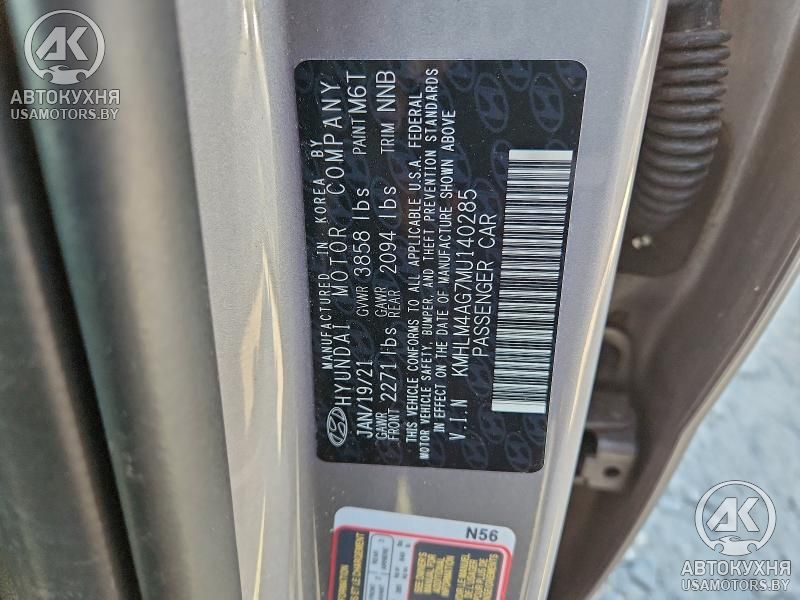 АК
АВТОКУХНЯ
USAMOTORS.BY
MANUFACTURED IN KOREA BY
HYUNDAI MOTOR COMPANY
JAN/19/21 GVWR 3858 lbs PAINT M6T
GAWR FRONT 2271 lbs GAWR REAR 2094 lbs TRIM NNB
THIS VEHICLE CONFORMS TO ALL APPLICABLE U.S.A. FEDERAL
MOTOR VEHICLE SAFETY, BUMPER, AND THEFT PREVENTION STANDARDS
IN EFFECT ON THE DATE OF MANUFACTURE SHOWN ABOVE
V.I.N KMHLM4AG7MU140285
PASSENGER CAR
N56
АК
АВТОКУХНЯ
USAMOTORS.BY